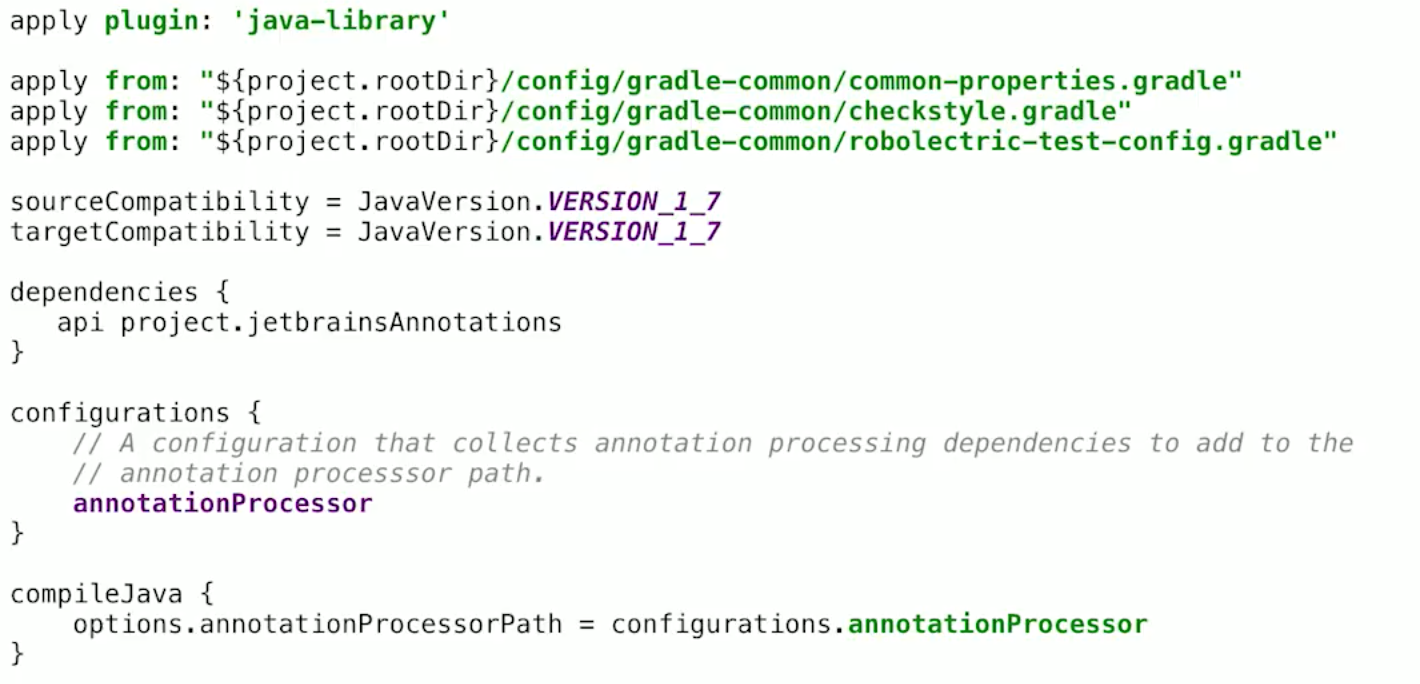 apply plugin: 'java-library'
apply from: "${project.rootDir}/config/gradle-common/common-properties.gradle"
apply from: "${project.rootDir}/config/gradle-common/checkstyle.gradle"
apply from: "${project.rootDir}/config/gradle-common/robolectric-test-config.gradle"
sourceCompatibility = JavaVersion.VERSION_1_7
targetCompatibility = JavaVersion.VERSION_1_7
dependencies {
   api project.jetbrainsAnnotations
}
configurations {
    // A configuration that collects annotation processing dependencies to add to the
    // annotation processsor path.
    annotationProcessor
}
compileJava {
    options.annotationProcessorPath = configurations.annotationProcessor
}